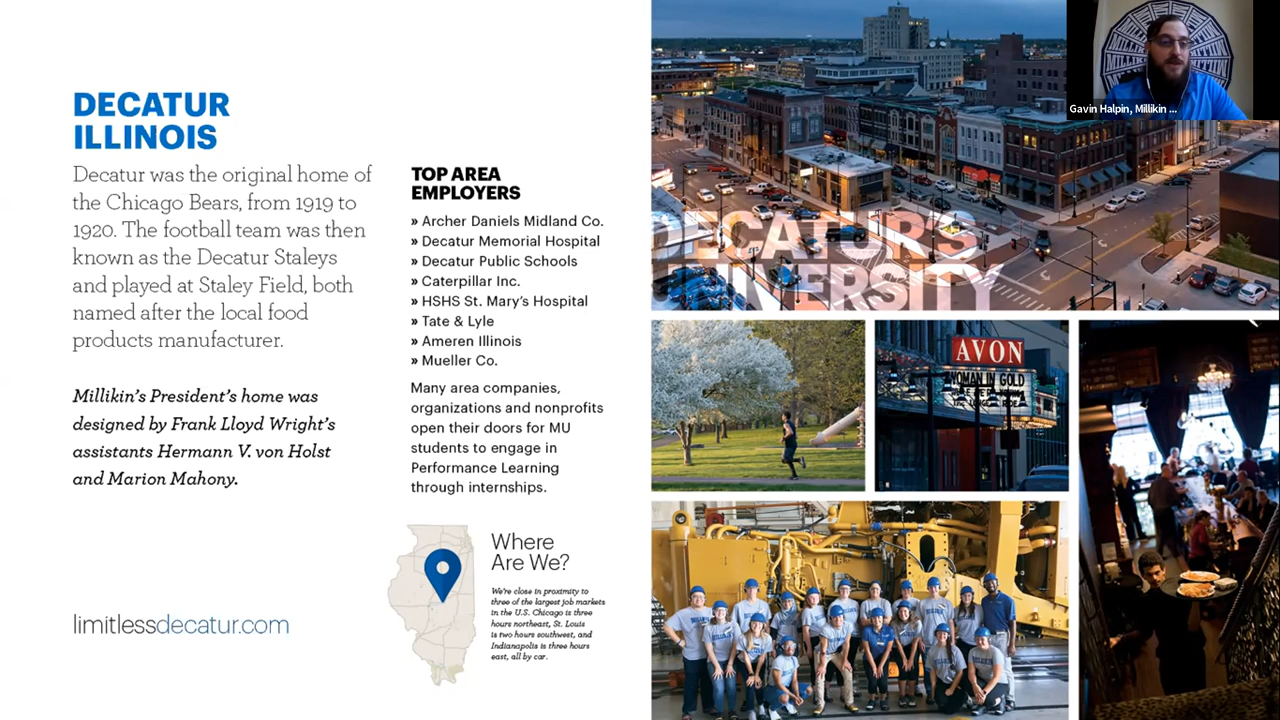 DECATUR
ILLINOIS
Decatur was the original home of
the Chicago Bears, from 1919 to
1920. The football team was then
known as the Decatur Staleys
and played at Staley Field, both
named after the local food
products manufacturer.
Millikin's President's home was
designed by Frank Lloyd Wright's
assistants Hermann V. von Holst
and Marion Mahony.
limitlessdecatur.com
TOP AREA
EMPLOYERS
» Archer Daniels Midland Co.
» Decatur Memorial Hospital
» Decatur Public Schools
» Caterpillar Inc.
» HSHS St. Mary's Hospital
» Tate & Lyle
» Ameren Illinois
» Mueller Co.
Many area companies,
organizations and nonprofits
open their doors for MU
students to engage in
Performance Learning
through internships.
Where
Are We?
We're close in proximity to
three of the largest job markets
in the U.S. Chicago is three
hours northeast, St. Louis
is two hours southwest, and
Indianapolis is three hours
east, all by car.
DECATUR'S
UNIVERSITY
AVON
WOMAN IN GOLD
Gavin Halpin, Millikin ...